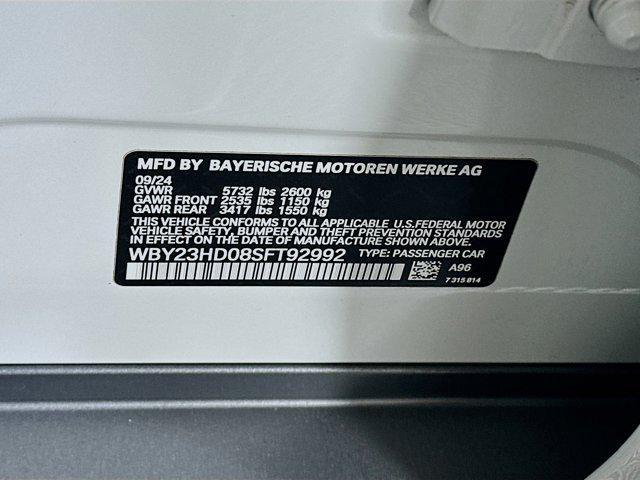 MFD BY BAYERISCHE MOTOREN WERKE AG
09/24
GVWR 5732 lbs 2600 kg
GAWR FRONT 2535 lbs 1150 kg
GAWR REAR 3417 lbs 1550 kg
THIS VEHICLE CONFORMS TO ALL APPLICABLE U.S.FEDERAL MOTOR
VEHICLE SAFETY, BUMPER AND THEFT PREVENTION STANDARDS
IN EFFECT ON THE DATE OF MANUFACTURE SHOWN ABOVE.
WBY23HD08SFT92992 TYPE: PASSENGER CAR
A96
7 315 814